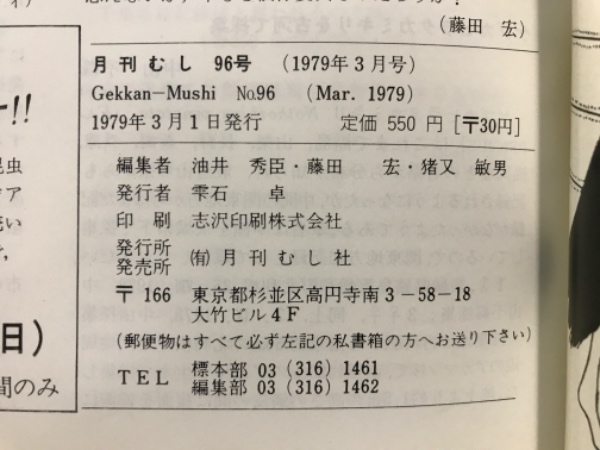 (藤田 宏)
月刊むし 96号 (1979年3月号)
Gekkan-Mushi No.96 (Mar. 1979)
1979年3月1日発行 定価 550 円 [〒30円]
編集者 油井 秀臣・藤田 宏・猪又 敏男
発行者 雫石 卓
印 刷 志沢印刷株式会社
発行所
発売所 ㈲ 月刊むし社
〒166 東京都杉並区高円寺南3-58-18
大竹ビル4F
(郵便物はすべて必ず左記の私書箱の方へお送り下さい)
TEL 標本部 03 (316) 1461
編集部 03 (316) 1462
!!
昆虫
日)
間のみ